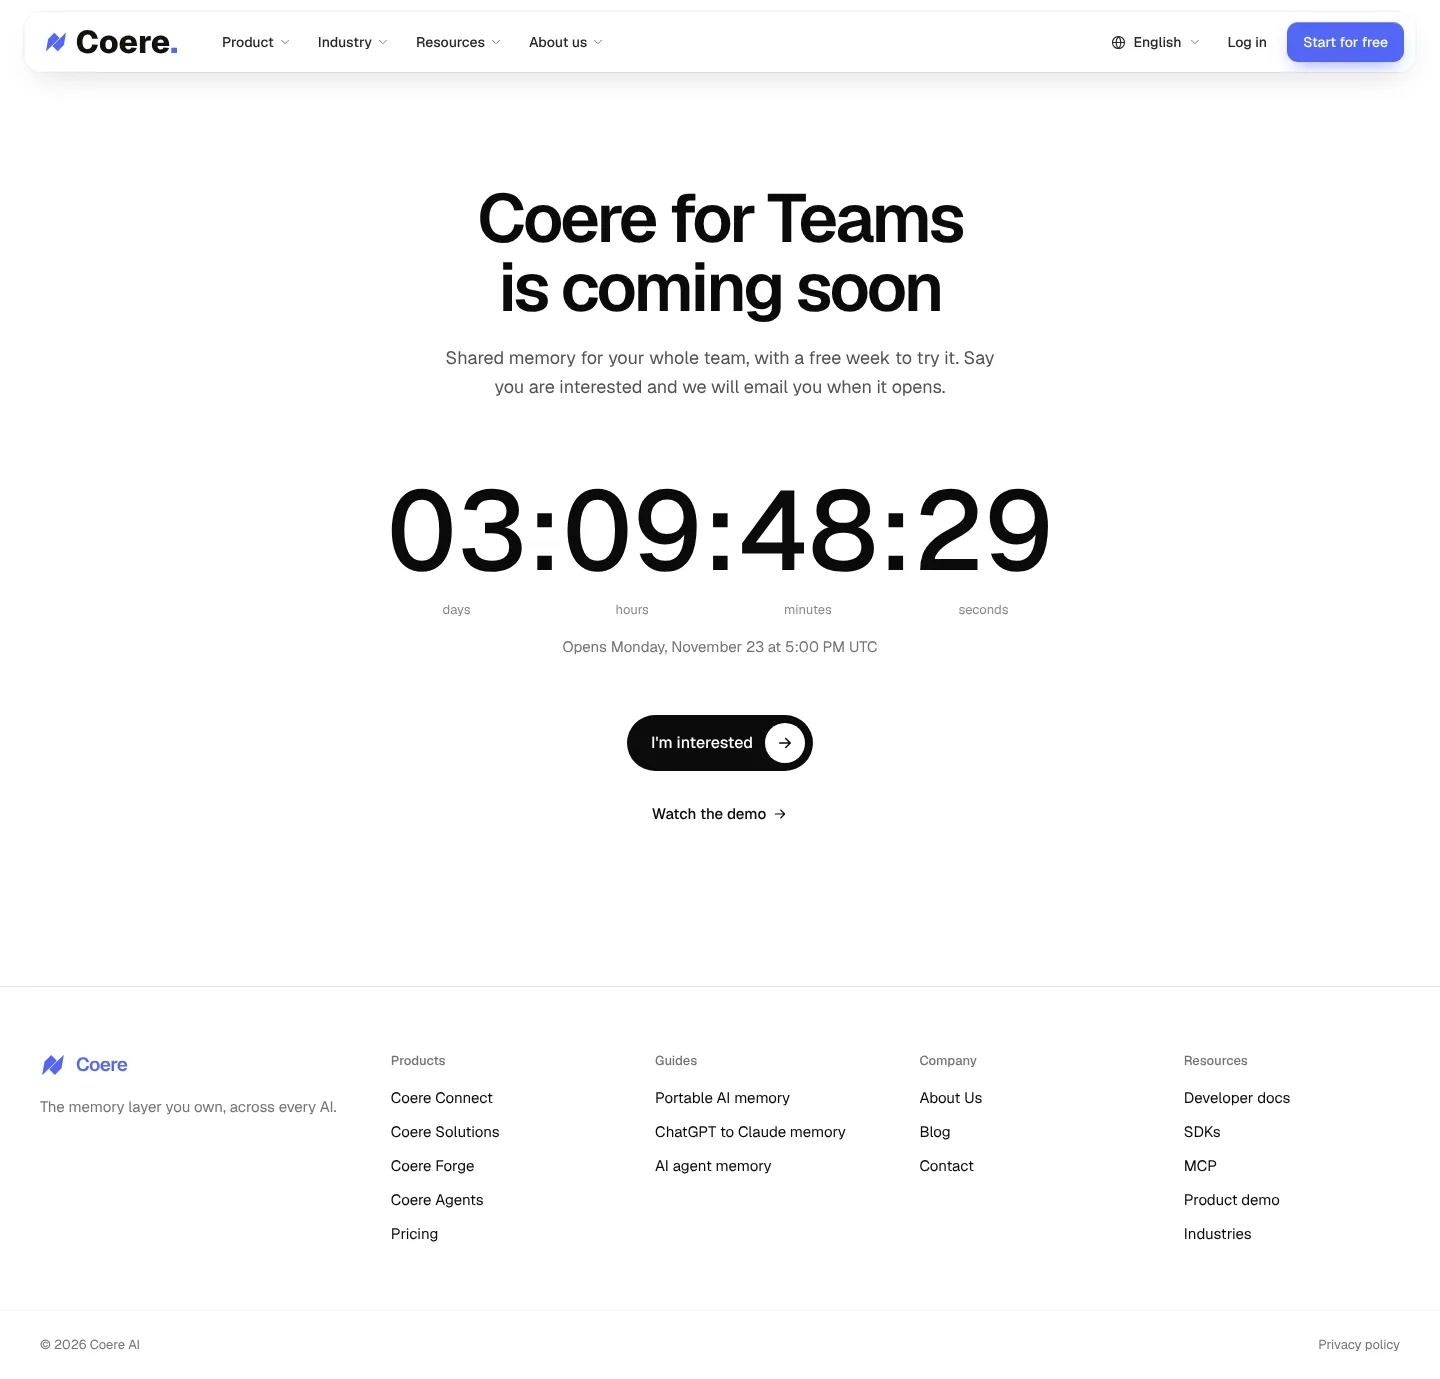 Coere.
Product
Industry
Resources
About us
English
Log in
Start for free
Coere for Teams
is coming soon
Shared memory for your whole team, with a free week to try it. Say
you are interested and we will email you when it opens.
03:09:48:29
days
hours
minutes
seconds
Opens Monday, November 23 at 5:00 PM UTC
I'm interested
Watch the demo
Coere
The memory layer you own, across every AI.
Products
Coere Connect
Coere Solutions
Coere Forge
Coere Agents
Pricing
Guides
Portable AI memory
ChatGPT to Claude memory
AI agent memory
Company
About Us
Blog
Contact
Resources
Developer docs
SDKs
MCP
Product demo
Industries
© 2026 Coere AI
Privacy policy